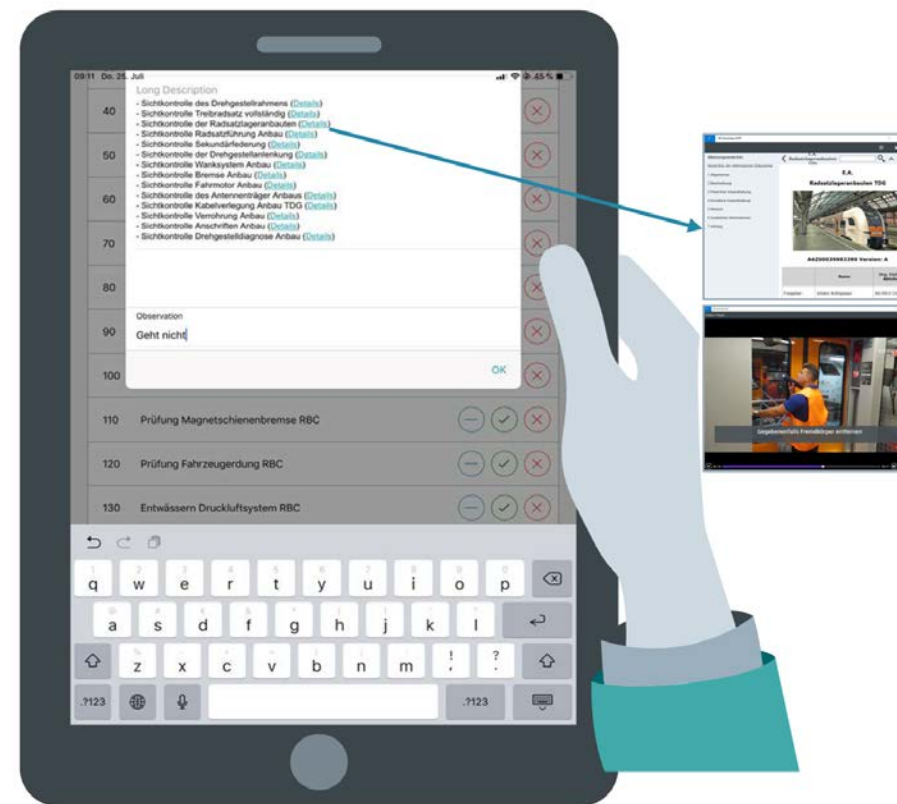 09:11 Do. 25. Juli
45 %
Long Description
- Sichtkontrolle des Drehgestellrahmens (Details)
- Sichtkontrolle Treibradsatz vollständig (Details)
- Sichtkontrolle der Radsatzlageranbauten (Details)
- Sichtkontrolle Radsatzführung Anbau (Details)
- Sichtkontrolle Sekundärfederung (Details)
- Sichtkontrolle der Drehgestellanlenkung (Details)
- Sichtkontrolle Wanksystem Anbau (Details)
- Sichtkontrolle Bremse Anbau (Details)
- Sichtkontrolle Fahrmotor Anbau (Details)
- Sichtkontrolle des Antennenträger Anbaus (Details)
- Sichtkontrolle Kabelverlegung Anbau TDG (Details)
- Sichtkontrolle Verrohrung Anbau (Details)
- Sichtkontrolle Anschriften Anbau (Details)
- Sichtkontrolle Drehgestelldiagnose Anbau (Details)
40
50
60
70
80
90
100
Observation
Geht nicht
OK
110 Prüfung Magnetschienenbremse RBC
120 Prüfung Fahrzeugerdung RBC
130 Entwässern Druckluftsystem RBC
q w e r t y u i o p
a s d f g h j k l
z x c v b n m ! , ? .
.?123 .?123
E.A.
Radsatzlageranbauten TDG
Version: A
Name
Gegebenenfalls Fremdkörper entfernen